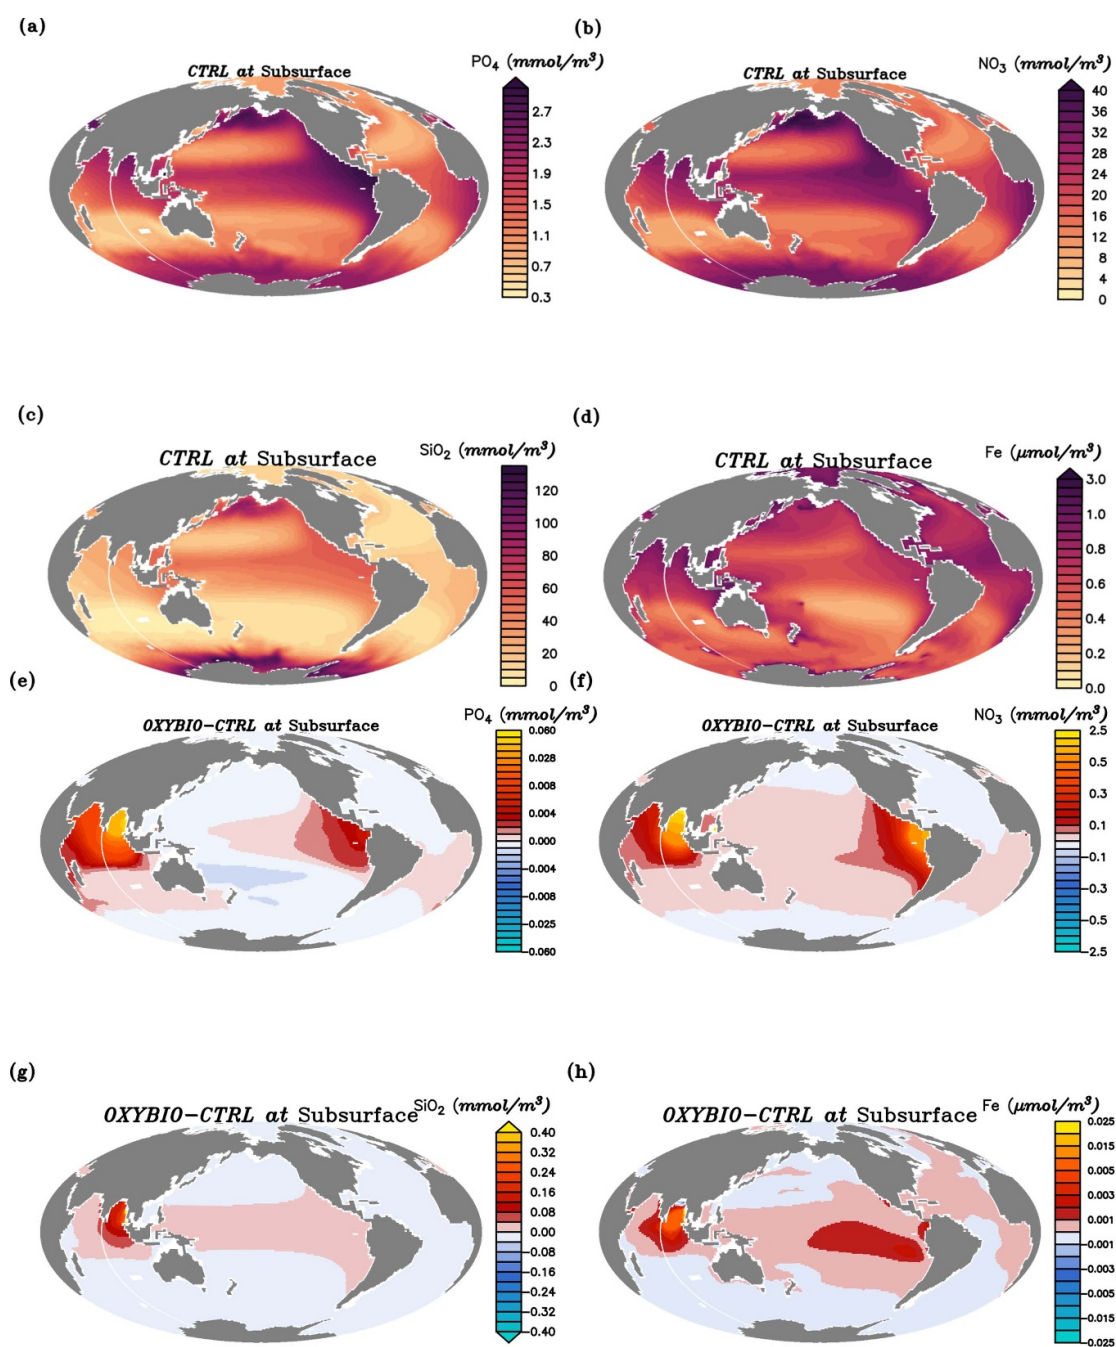 (a)
(b)
PO4 (mmol/m3)
NO3 (mmol/m3)
CTRL at Subsurface
CTRL at Subsurface
2.7
2.3
1.9
1.5
1.1
0.7
0.3
40
36
32
28
24
20
16
12
8
4
0
(c)
(d)
SiO2 (mmol/m3)
Fe (μmol/m3)
CTRL at Subsurface
CTRL at Subsurface
120
100
80
60
40
20
0
3.0
1.0
0.8
0.6
0.4
0.2
0.0
(e)
(f)
PO4 (mmol/m3)
NO3 (mmol/m3)
OXYBIO-CTRL at Subsurface
OXYBIO-CTRL at Subsurface
0.060
0.028
0.008
0.004
0.000
-0.004
-0.008
-0.025
-0.060
2.5
0.5
0.3
0.1
-0.1
-0.3
-0.5
-2.5
(g)
(h)
SiO2 (mmol/m3)
Fe (μmol/m3)
OXYBIO-CTRL at Subsurface
OXYBIO-CTRL at Subsurface
0.40
0.32
0.24
0.16
0.08
0.00
-0.08
-0.16
-0.24
-0.32
-0.40
0.025
0.015
0.005
0.003
0.001
-0.001
-0.003
-0.005
-0.015
-0.025